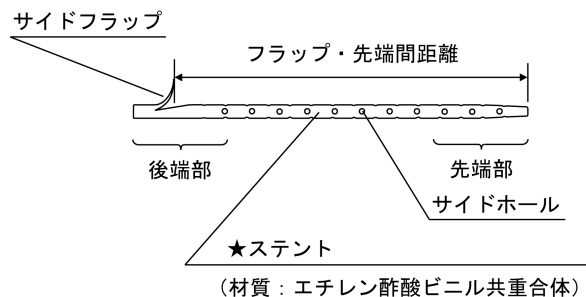 サイドフラップ
フラップ・先端間距離
後端部
先端部
サイドホール
★ステント
(材質：エチレン酢酸ビニル共重合体)